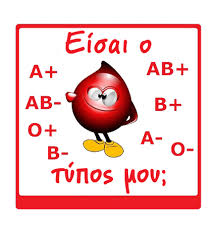 Είσαι ο
A+ AB+
AB- B+
O+ A-
B- O-
τύπος μου;